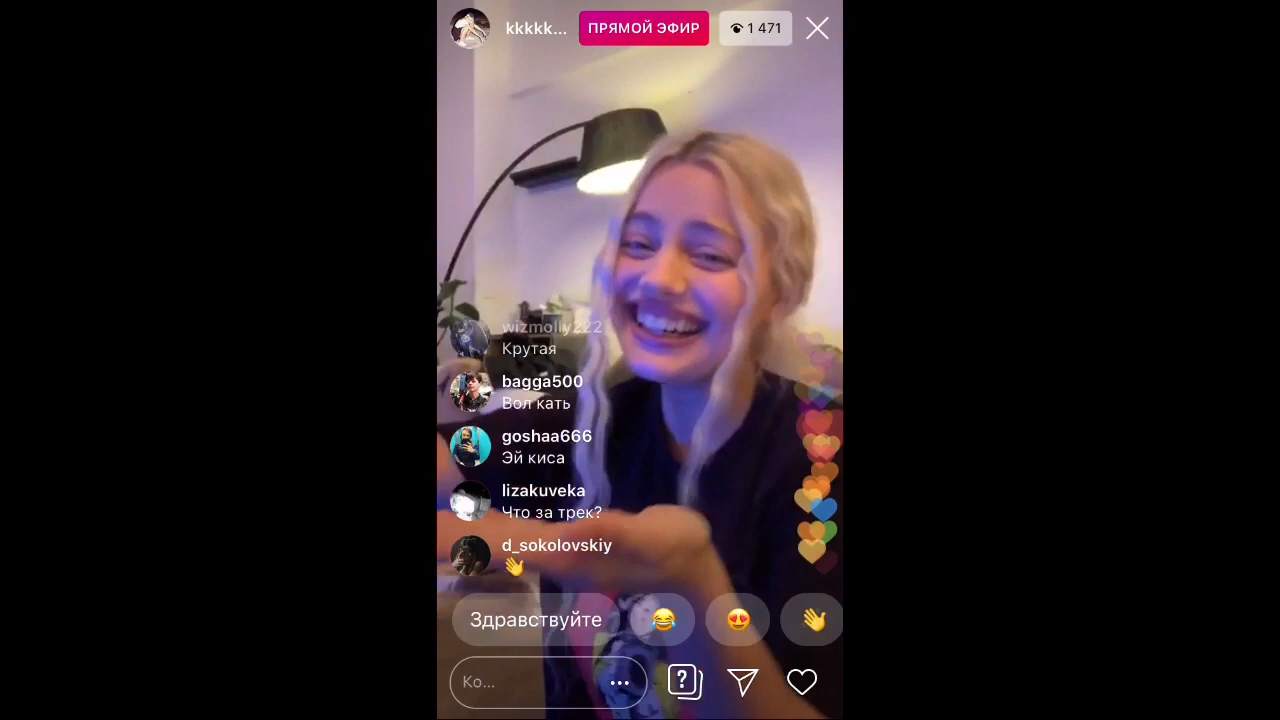 kkkkk...
ПРЯМОЙ ЭФИР
1 471
wizmolly222
Крутая
bagga500
Вол кать
goshaa666
Эй киса
lizakuveka
Что за трек?
d_sokolovskiy
👋
Здравствуйте 😂 😍 👋
Ко...